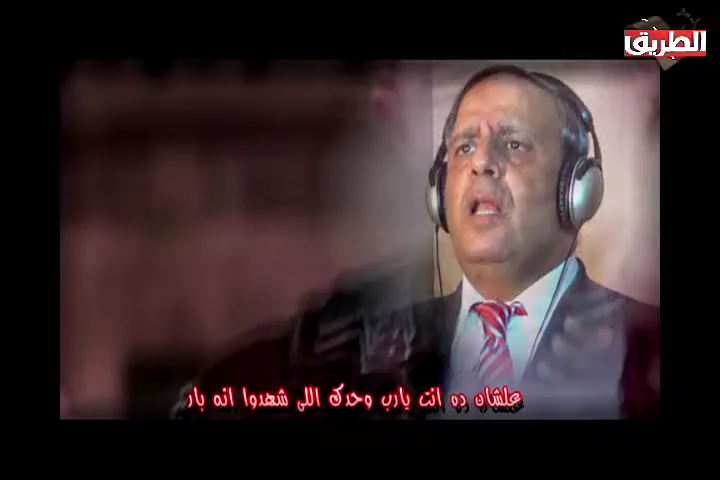 الطريق
علشان ده انت يارب وحدك اللى شهدوا انه بار